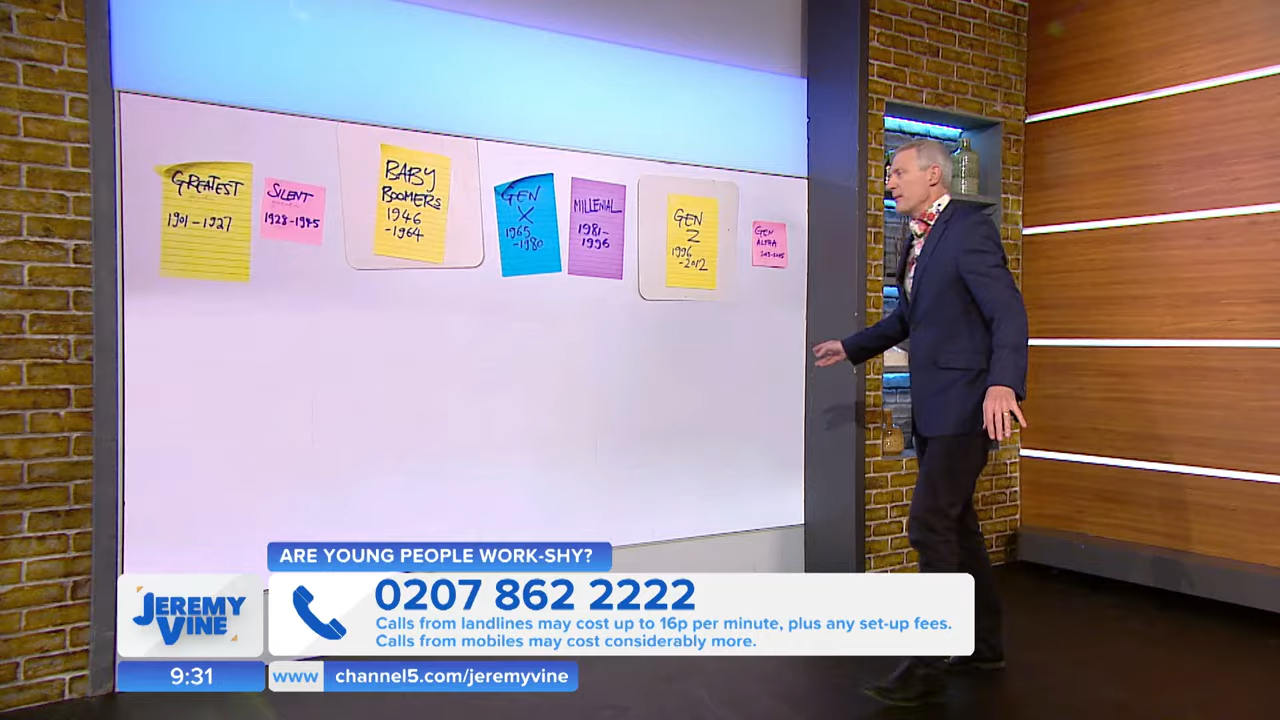 GREATEST
1901-1927
SILENT
1928-1945
BABY
BOOMERS
1946
-1964
GEN
X
1965
-1980
MILLENIAL
1981-
1996
GEN
Z
1996
-2012
GEN
ALPHA
ARE YOUNG PEOPLE WORK-SHY?
JEREMY
VINE
0207 862 2222
Calls from landlines may cost up to 16p per minute, plus any set-up fees.
Calls from mobiles may cost considerably more.
9:31
www
channel5.com/jeremyvine